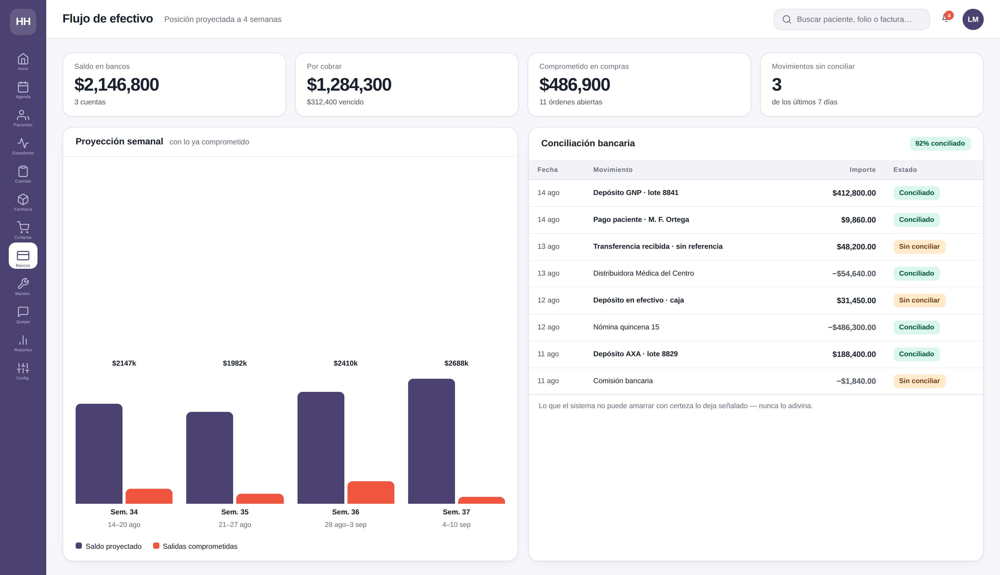 HH
Inicio
Agenda
Pacientes
Expediente
Cuentas
Farmacia
Compras
Bancos
Manten.
Quejas
Reportes
Config.
Flujo de efectivo Posición proyectada a 4 semanas
Buscar paciente, folio o factura…
4
LM
Saldo en bancos
$2,146,800
3 cuentas
Por cobrar
$1,284,300
$312,400 vencido
Comprometido en compras
$486,900
11 órdenes abiertas
Movimientos sin conciliar
3
de los últimos 7 días
Proyección semanal con lo ya comprometido
$2147k $1982k $2410k $2688k
Sem. 34 Sem. 35 Sem. 36 Sem. 37
14–20 ago 21–27 ago 28 ago–3 sep 4–10 sep
Saldo proyectado Salidas comprometidas
Conciliación bancaria 92% conciliado
Fecha Movimiento Importe Estado
14 ago Depósito GNP · lote 8841 $412,800.00 Conciliado
14 ago Pago paciente · M. F. Ortega $9,860.00 Conciliado
13 ago Transferencia recibida · sin referencia $48,200.00 Sin conciliar
13 ago Distribuidora Médica del Centro −$54,640.00 Conciliado
12 ago Depósito en efectivo · caja $31,450.00 Sin conciliar
12 ago Nómina quincena 15 −$486,300.00 Conciliado
11 ago Depósito AXA · lote 8829 $188,400.00 Conciliado
11 ago Comisión bancaria −$1,840.00 Sin conciliar
Lo que el sistema no puede amarrar con certeza lo deja señalado — nunca lo adivina.